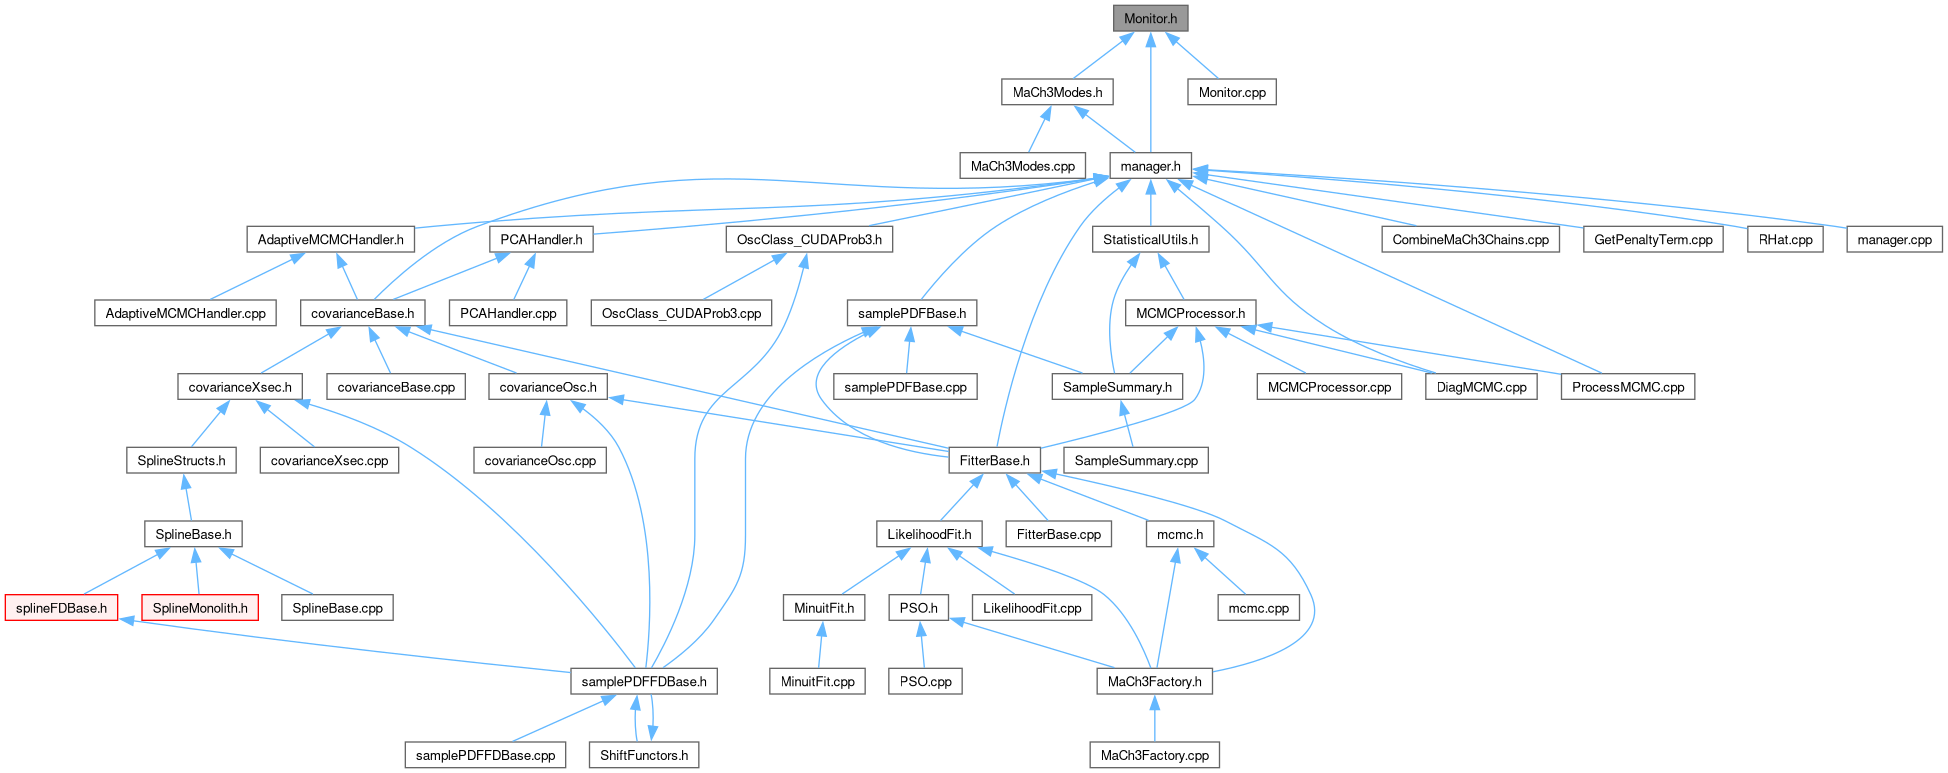 Monitor.h
MaCh3Modes.h
Monitor.cpp
MaCh3Modes.cpp
manager.h
AdaptiveMCMCHandler.h
PCAHandler.h
OscClass_CUDAProb3.h
StatisticalUtils.h
CombineMaCh3Chains.cpp
GetPenaltyTerm.cpp
RHat.cpp
manager.cpp
AdaptiveMCMCHandler.cpp
covarianceBase.h
PCAHandler.cpp
OscClass_CUDAProb3.cpp
samplePDFBase.h
MCMCProcessor.h
covarianceXsec.h
covarianceBase.cpp
covarianceOsc.h
samplePDFBase.cpp
SampleSummary.h
MCMCProcessor.cpp
DiagMCMC.cpp
ProcessMCMC.cpp
SplineStructs.h
covarianceXsec.cpp
covarianceOsc.cpp
FitterBase.h
SampleSummary.cpp
SplineBase.h
LikelihoodFit.h
FitterBase.cpp
mcmc.h
splineFDBase.h
SplineMonolith.h
SplineBase.cpp
MinuitFit.h
PSO.h
LikelihoodFit.cpp
mcmc.cpp
samplePDFFDBase.h
MinuitFit.cpp
PSO.cpp
MaCh3Factory.h
samplePDFFDBase.cpp
ShiftFunctors.h
MaCh3Factory.cpp